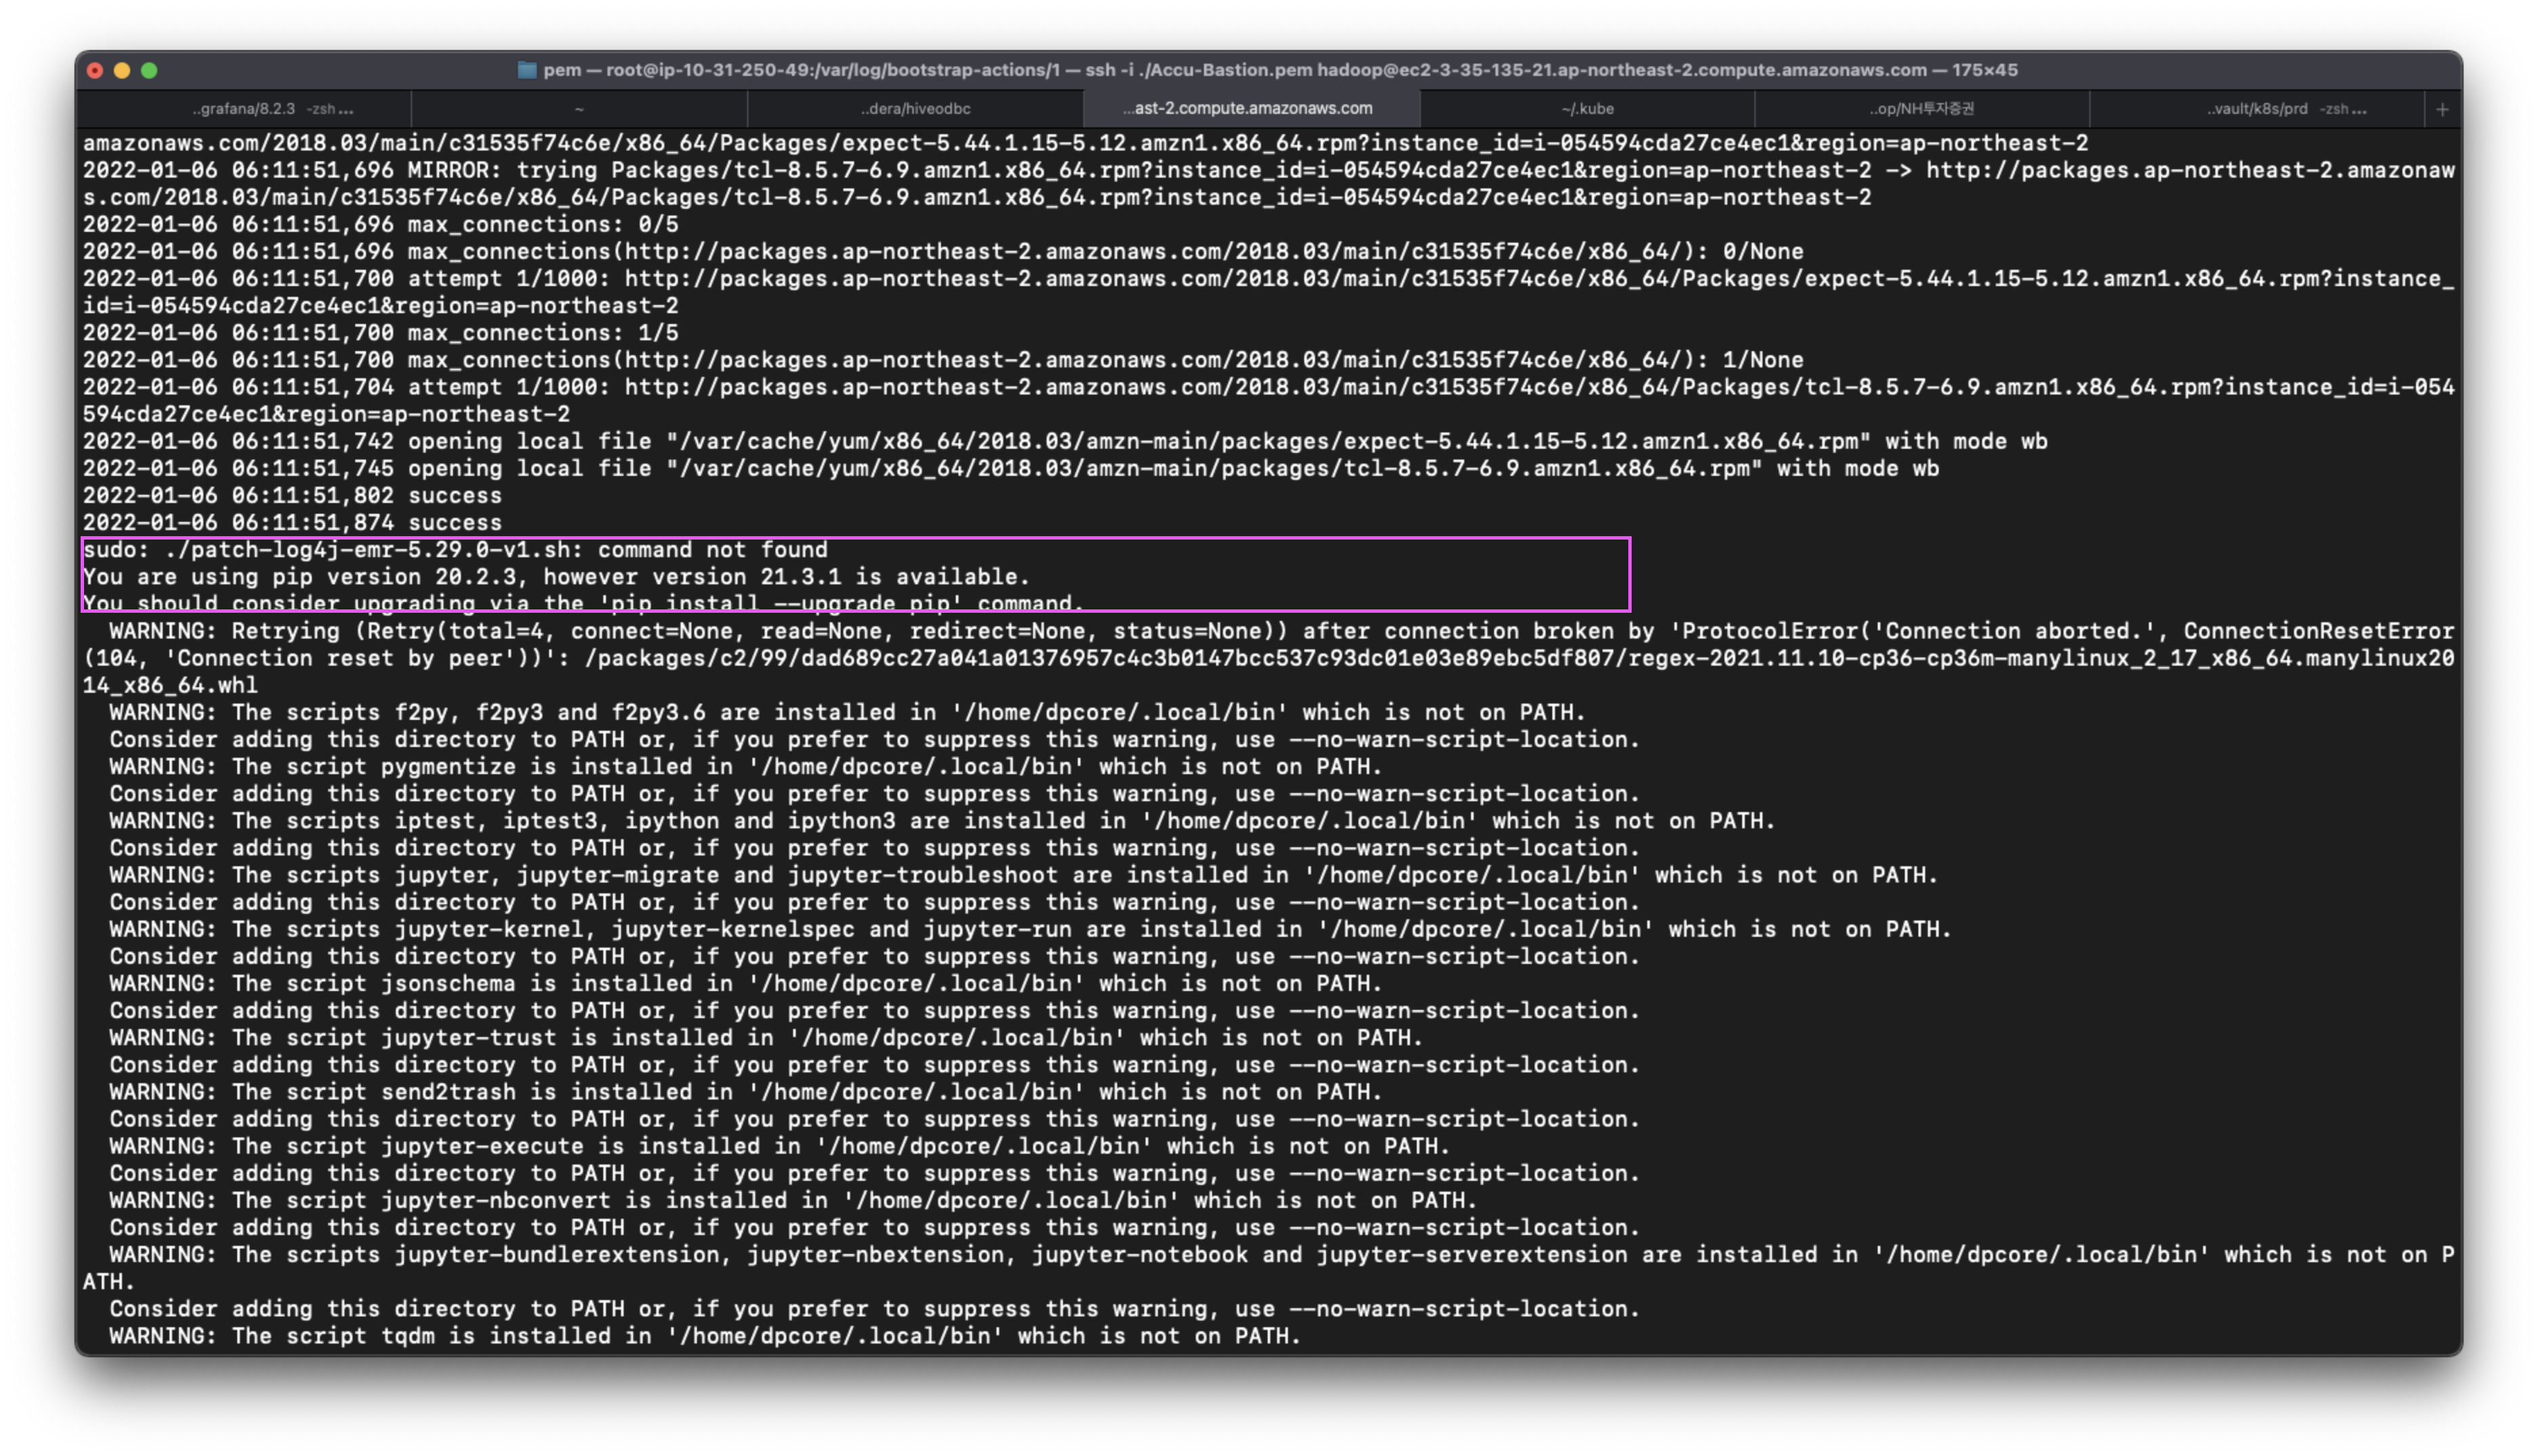 pem — root@ip-10-31-250-49:/var/log/bootstrap-actions/1 — ssh -i ./Accu-Bastion.pem hadoop@ec2-3-35-135-21.ap-northeast-2.compute.amazonaws.com — 175×45
..grafana/8.2.3 -zsh... ~ ..dera/hiveodbc ...ast-2.compute.amazonaws.com ~/.kube ..op/NH투자증권 ..vault/k8s/prd -zsh... +
amazonaws.com/2018.03/main/c31535f74c6e/x86_64/Packages/expect-5.44.1.15-5.12.amzn1.x86_64.rpm?instance_id=i-054594cda27ce4ec1&region=ap-northeast-2
2022-01-06 06:11:51,696 MIRROR: trying Packages/tcl-8.5.7-6.9.amzn1.x86_64.rpm?instance_id=i-054594cda27ce4ec1&region=ap-northeast-2 -> http://packages.ap-northeast-2.amazonaw
s.com/2018.03/main/c31535f74c6e/x86_64/Packages/tcl-8.5.7-6.9.amzn1.x86_64.rpm?instance_id=i-054594cda27ce4ec1&region=ap-northeast-2
2022-01-06 06:11:51,696 max_connections: 0/5
2022-01-06 06:11:51,696 max_connections(http://packages.ap-northeast-2.amazonaws.com/2018.03/main/c31535f74c6e/x86_64/): 0/None
2022-01-06 06:11:51,700 attempt 1/1000: http://packages.ap-northeast-2.amazonaws.com/2018.03/main/c31535f74c6e/x86_64/Packages/expect-5.44.1.15-5.12.amzn1.x86_64.rpm?instance_
id=i-054594cda27ce4ec1&region=ap-northeast-2
2022-01-06 06:11:51,700 max_connections: 1/5
2022-01-06 06:11:51,700 max_connections(http://packages.ap-northeast-2.amazonaws.com/2018.03/main/c31535f74c6e/x86_64/): 1/None
2022-01-06 06:11:51,704 attempt 1/1000: http://packages.ap-northeast-2.amazonaws.com/2018.03/main/c31535f74c6e/x86_64/Packages/tcl-8.5.7-6.9.amzn1.x86_64.rpm?instance_id=i-054
594cda27ce4ec1&region=ap-northeast-2
2022-01-06 06:11:51,742 opening local file "/var/cache/yum/x86_64/2018.03/amzn-main/packages/expect-5.44.1.15-5.12.amzn1.x86_64.rpm" with mode wb
2022-01-06 06:11:51,745 opening local file "/var/cache/yum/x86_64/2018.03/amzn-main/packages/tcl-8.5.7-6.9.amzn1.x86_64.rpm" with mode wb
2022-01-06 06:11:51,802 success
2022-01-06 06:11:51,874 success
sudo: ./patch-log4j-emr-5.29.0-v1.sh: command not found
You are using pip version 20.2.3, however version 21.3.1 is available.
You should consider upgrading via the 'pip install --upgrade pip' command.
WARNING: Retrying (Retry(total=4, connect=None, read=None, redirect=None, status=None)) after connection broken by 'ProtocolError('Connection aborted.', ConnectionResetError
(104, 'Connection reset by peer'))': /packages/c2/99/dad689cc27a041a01376957c4c3b0147bcc537c93dc01e03e89ebc5df807/regex-2021.11.10-cp36-cp36m-manylinux_2_17_x86_64.manylinux20
14_x86_64.whl
WARNING: The scripts f2py, f2py3 and f2py3.6 are installed in '/home/dpcore/.local/bin' which is not on PATH.
Consider adding this directory to PATH or, if you prefer to suppress this warning, use --no-warn-script-location.
WARNING: The script pygmentize is installed in '/home/dpcore/.local/bin' which is not on PATH.
Consider adding this directory to PATH or, if you prefer to suppress this warning, use --no-warn-script-location.
WARNING: The scripts iptest, iptest3, ipython and ipython3 are installed in '/home/dpcore/.local/bin' which is not on PATH.
Consider adding this directory to PATH or, if you prefer to suppress this warning, use --no-warn-script-location.
WARNING: The scripts jupyter, jupyter-migrate and jupyter-troubleshoot are installed in '/home/dpcore/.local/bin' which is not on PATH.
Consider adding this directory to PATH or, if you prefer to suppress this warning, use --no-warn-script-location.
WARNING: The scripts jupyter-kernel, jupyter-kernelspec and jupyter-run are installed in '/home/dpcore/.local/bin' which is not on PATH.
Consider adding this directory to PATH or, if you prefer to suppress this warning, use --no-warn-script-location.
WARNING: The script jsonschema is installed in '/home/dpcore/.local/bin' which is not on PATH.
Consider adding this directory to PATH or, if you prefer to suppress this warning, use --no-warn-script-location.
WARNING: The script jupyter-trust is installed in '/home/dpcore/.local/bin' which is not on PATH.
Consider adding this directory to PATH or, if you prefer to suppress this warning, use --no-warn-script-location.
WARNING: The script send2trash is installed in '/home/dpcore/.local/bin' which is not on PATH.
Consider adding this directory to PATH or, if you prefer to suppress this warning, use --no-warn-script-location.
WARNING: The script jupyter-execute is installed in '/home/dpcore/.local/bin' which is not on PATH.
Consider adding this directory to PATH or, if you prefer to suppress this warning, use --no-warn-script-location.
WARNING: The script jupyter-nbconvert is installed in '/home/dpcore/.local/bin' which is not on PATH.
Consider adding this directory to PATH or, if you prefer to suppress this warning, use --no-warn-script-location.
WARNING: The scripts jupyter-bundlerextension, jupyter-nbextension, jupyter-notebook and jupyter-serverextension are installed in '/home/dpcore/.local/bin' which is not on P
ATH.
Consider adding this directory to PATH or, if you prefer to suppress this warning, use --no-warn-script-location.
WARNING: The script tqdm is installed in '/home/dpcore/.local/bin' which is not on PATH.